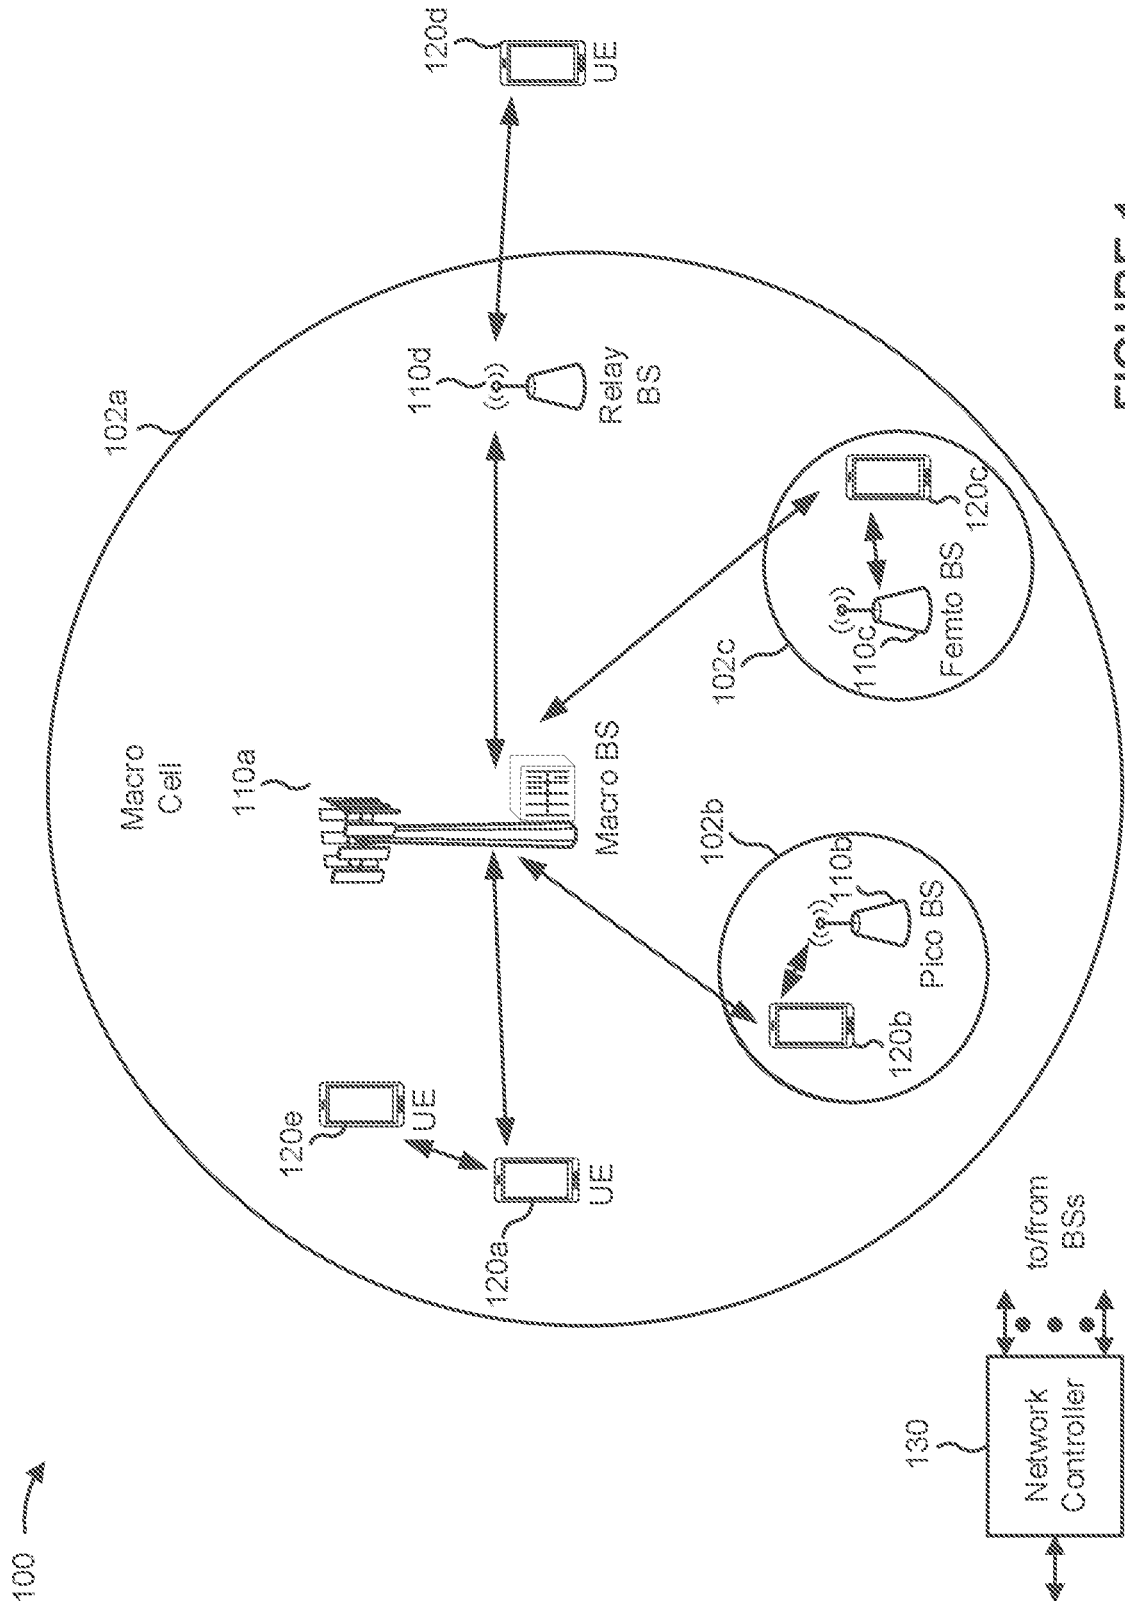 100
102a
Macro
Cell
110a
120d
UE
110d
Relay
BS
120e
UE
120a
UE
Macro BS
102c
110c
Femto BS
120c
102b
110b
Pico BS
120b
130
Network
Controller
to/from
BSs